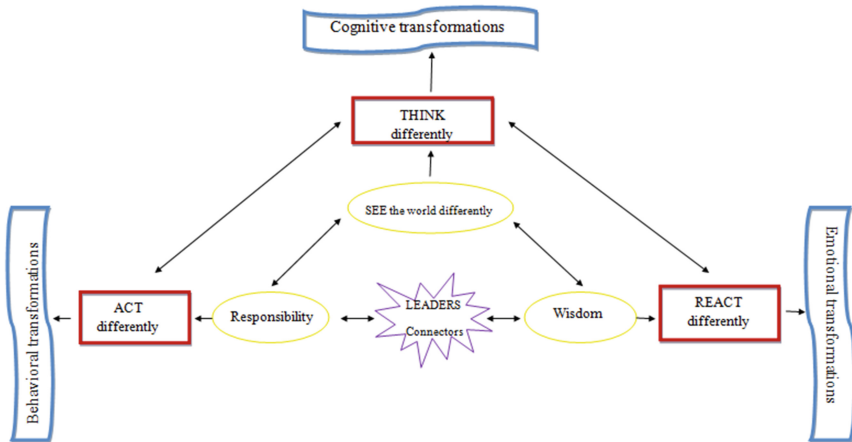 Cognitive transformations
THINK
differently
SEE the world differently
Behavioral transformations
ACT
differently
Responsibility
LEADERS
Connectors
Wisdom
REACT
differently
Emotional transformations